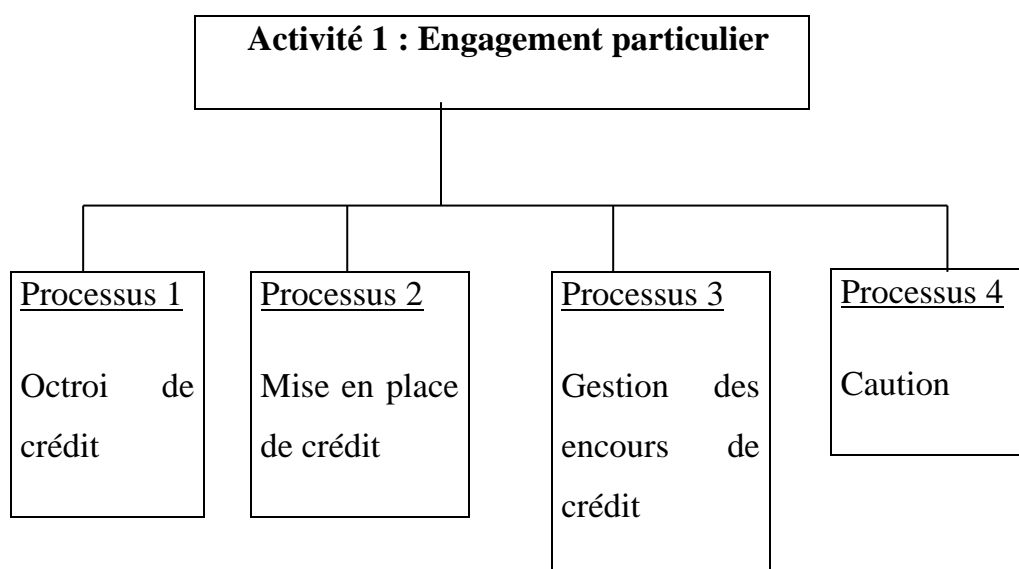 Activité 1 : Engagement particulier
Processus 1
Octroi de
crédit
Processus 2
Mise en place
de crédit
Processus 3
Gestion des
encours de
crédit
Processus 4
Caution